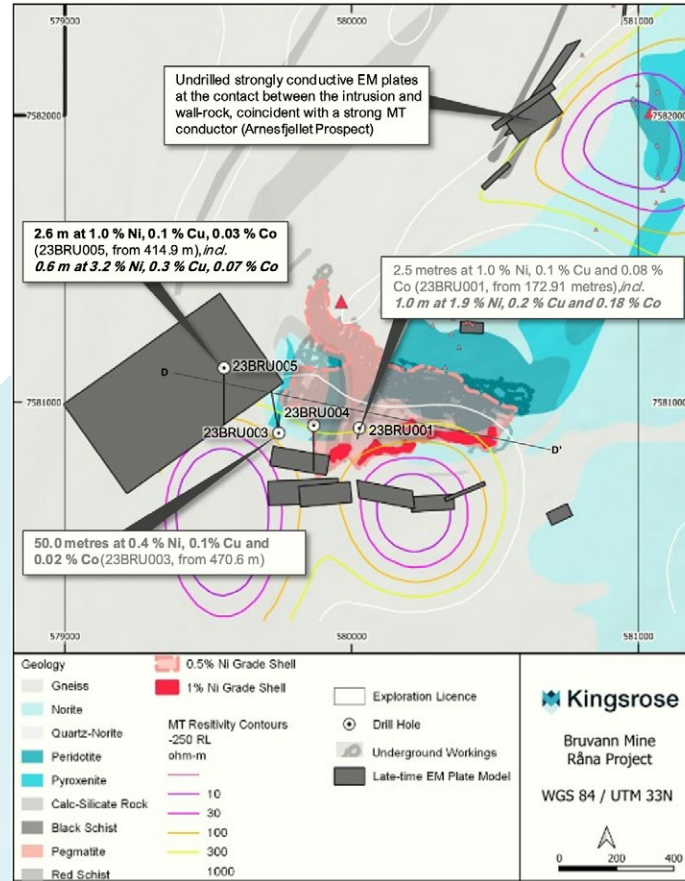 579000
580000
581000
Undrilled strongly conductive EM plates
at the contact between the intrusion and
wall-rock, coincident with a strong MT
conductor (Arnesfjellet Prospect)
7582000
7582000
2.6 m at 1.0 % Ni, 0.1 % Cu, 0.03 % Co
(23BRU005, from 414.9 m), incl.
0.6 m at 3.2 % Ni, 0.3 % Cu, 0.07 % Co
2.5 metres at 1.0 % Ni, 0.1 % Cu and 0.08 %
Co (23BRU001, from 172.91 metres), incl.
1.0 m at 1.9 % Ni, 0.2 % Cu and 0.18 % Co
D
23BRU005
7581000
7581000
23BRU004
23BRU003
23BRU001
D'
50.0 metres at 0.4 % Ni, 0.1% Cu and
0.02 % Co (23BRU003, from 470.6 m)
579000
580000
581000
Geology
Gneiss
Norite
Quartz-Norite
Peridotite
Pyroxenite
Calc-Silicate Rock
Black Schist
Pegmatite
Red Schist
0.5% Ni Grade Shell
1% Ni Grade Shell
MT Resitivity Contours
-250 RL
ohm-m
10
30
100
300
1000
Exploration Licence
Drill Hole
Underground Workings
Late-time EM Plate Model
Kingsrose
Bruvann Mine
Råna Project
WGS 84 / UTM 33N
0 200 400